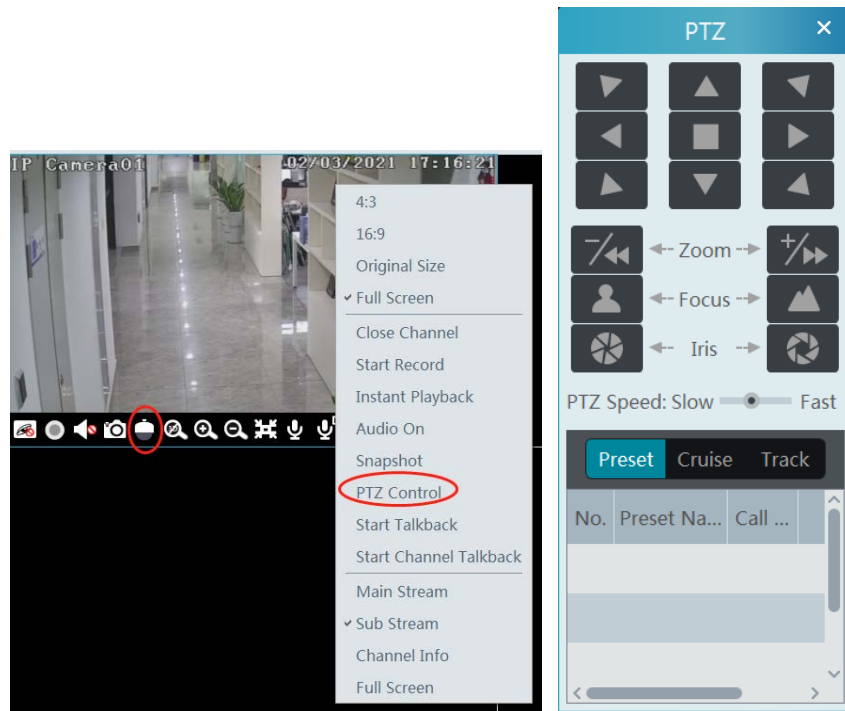 IP Camera01 02/03/2021 17:16:21
4:3
16:9
Original Size
Full Screen
Close Channel
Start Record
Instant Playback
Audio On
Snapshot
PTZ Control
Start Talkback
Start Channel Talkback
Main Stream
Sub Stream
Channel Info
Full Screen
PTZ
Zoom
Focus
Iris
PTZ Speed: Slow Fast
Preset Cruise Track
No. Preset Na... Call ...